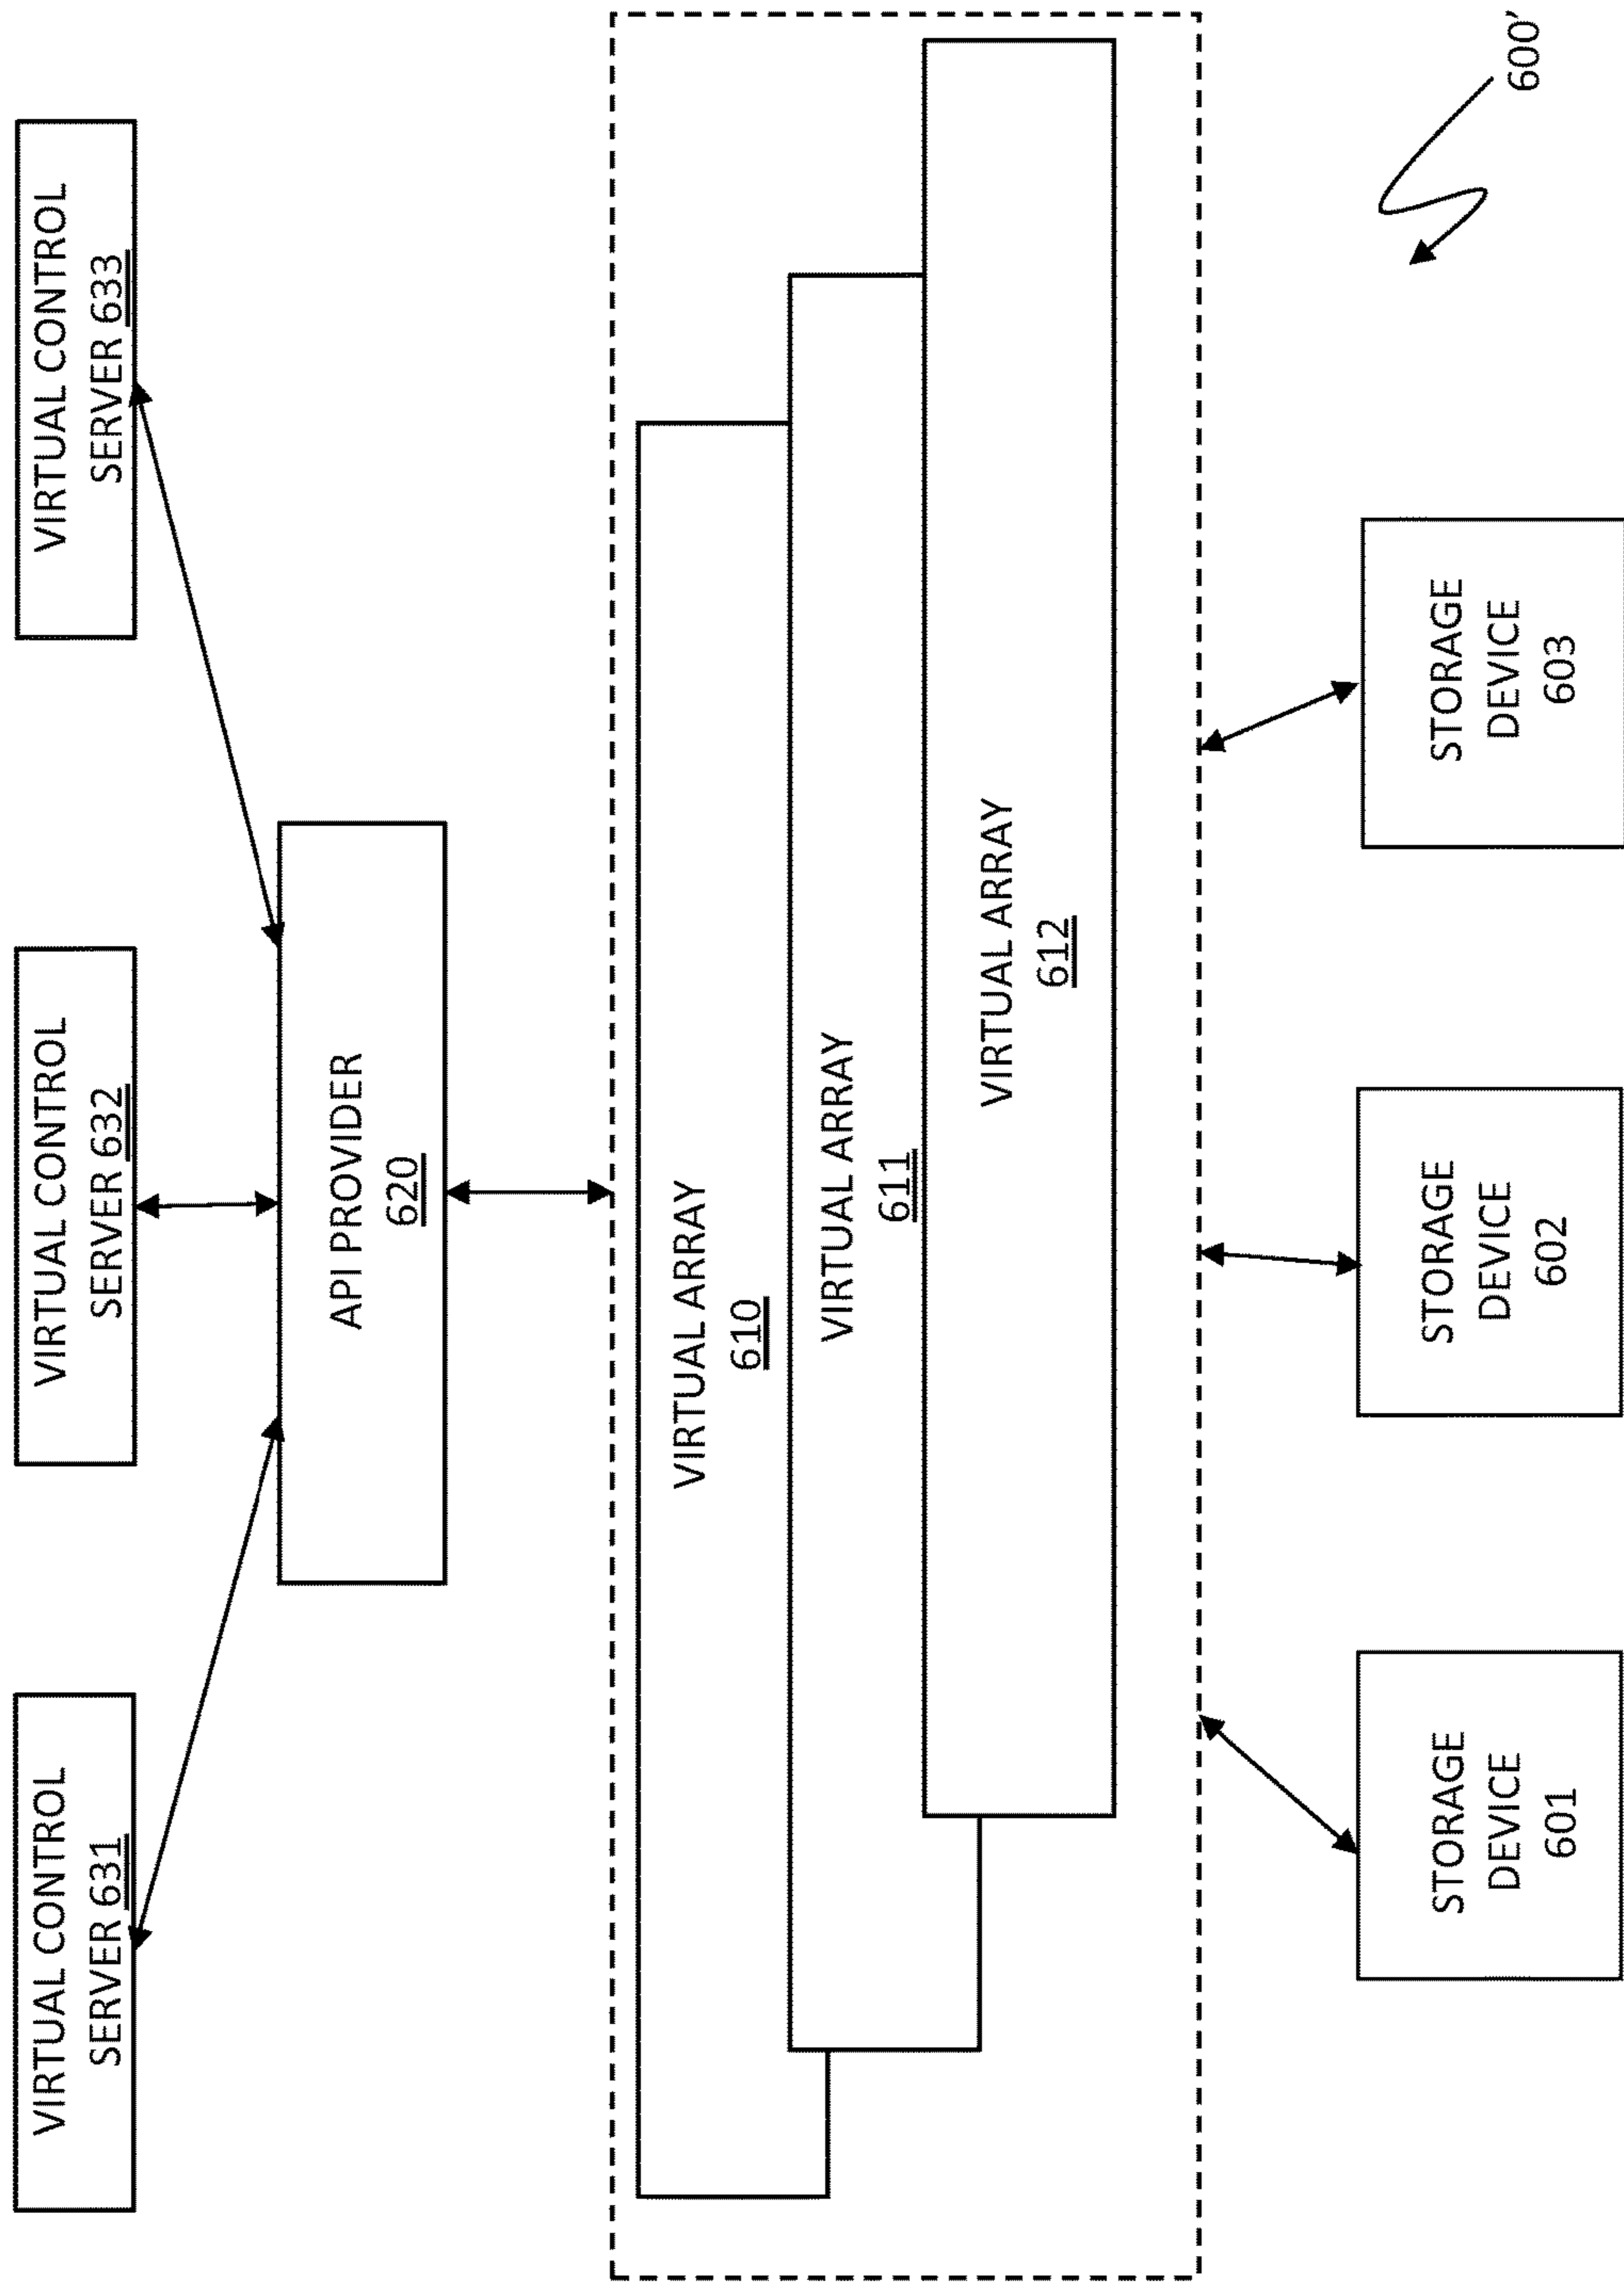 VIRTUAL CONTROL
SERVER 631
VIRTUAL CONTROL
SERVER 632
VIRTUAL CONTROL
SERVER 633
API PROVIDER
620
VIRTUAL ARRAY
610
VIRTUAL ARRAY
611
VIRTUAL ARRAY
612
STORAGE
DEVICE
601
STORAGE
DEVICE
602
STORAGE
DEVICE
603
600'